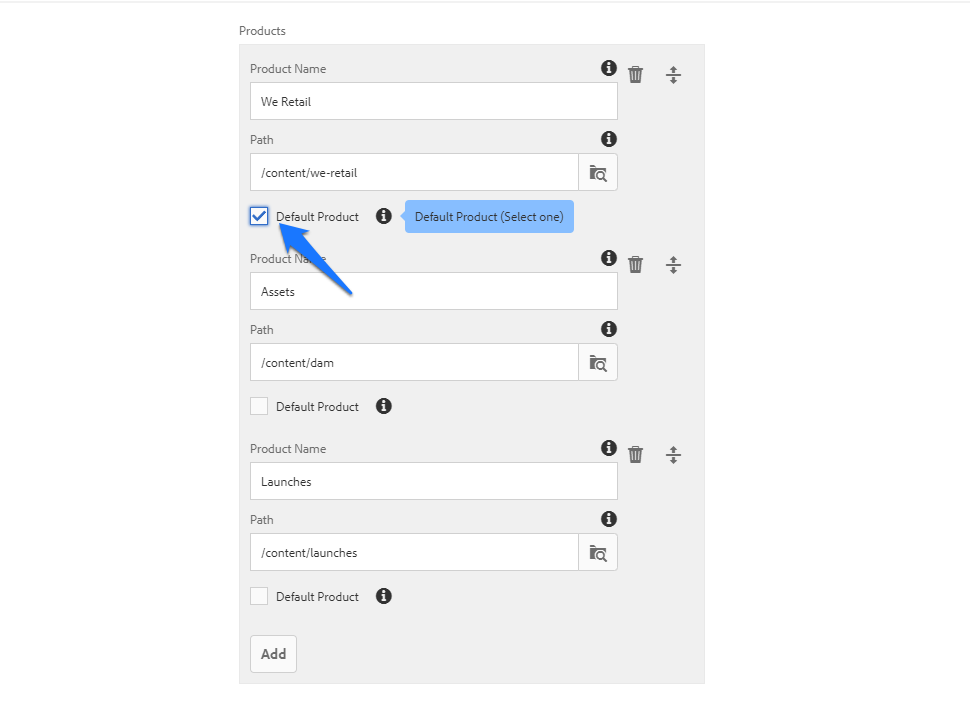 Products
Product Name
We Retail
Path
/content/we-retail
Default Product
Default Product (Select one)
Product Name
Assets
Path
/content/dam
Default Product
Product Name
Launches
Path
/content/launches
Default Product
Add